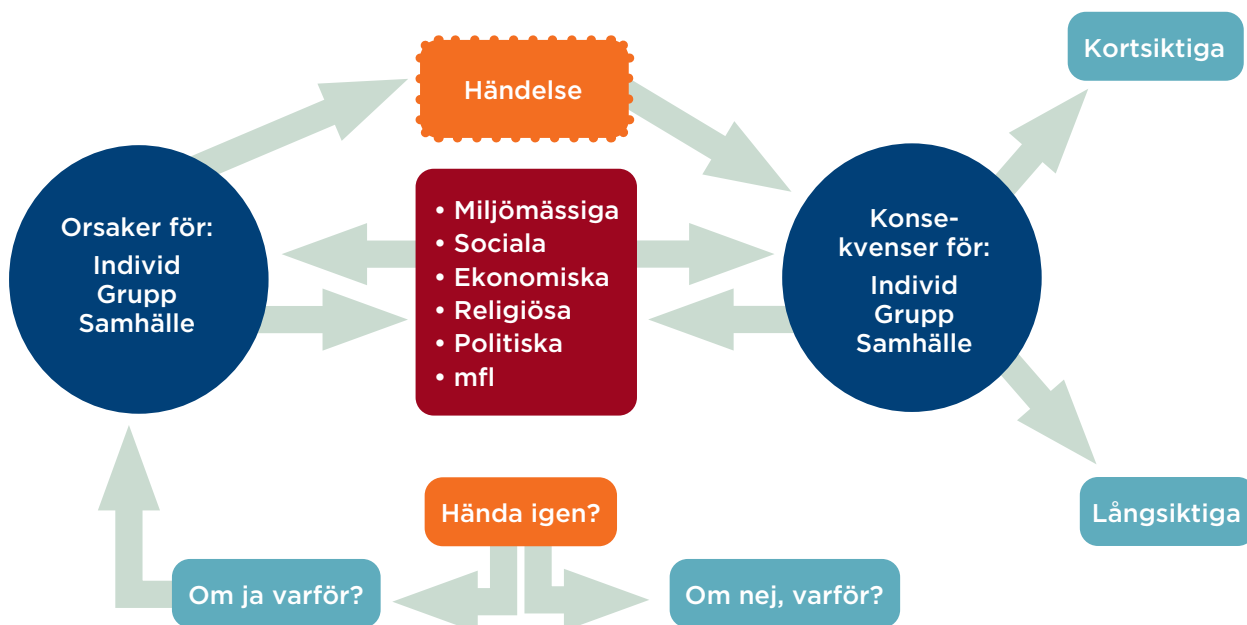 Kortsiktiga
Händelse
Orsaker för:
Individ
Grupp
Samhälle
• Miljömässiga
• Sociala
• Ekonomiska
• Religiösa
• Politiska
• mfl
Konse-
kvenser för:
Individ
Grupp
Samhälle
Hända igen?
Långsiktiga
Om ja varför?
Om nej, varför?